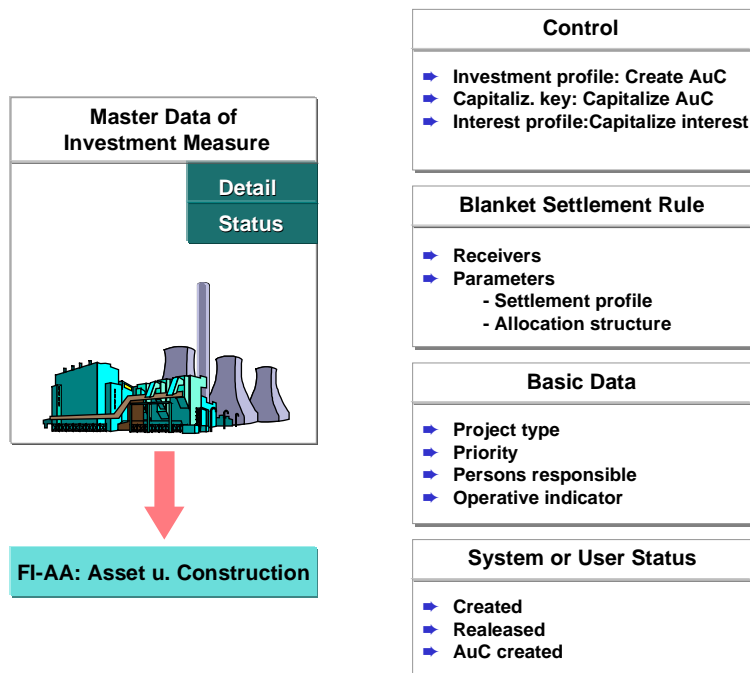 Master Data of
Investment Measure
Detail
Status
FI-AA: Asset u. Construction
Control
Investment profile: Create AuC
Capitaliz. key: Capitalize AuC
Interest profile:Capitalize interest
Blanket Settlement Rule
Receivers
Parameters
- Settlement profile
- Allocation structure
Basic Data
Project type
Priority
Persons responsible
Operative indicator
System or User Status
Created
Realeased
AuC created